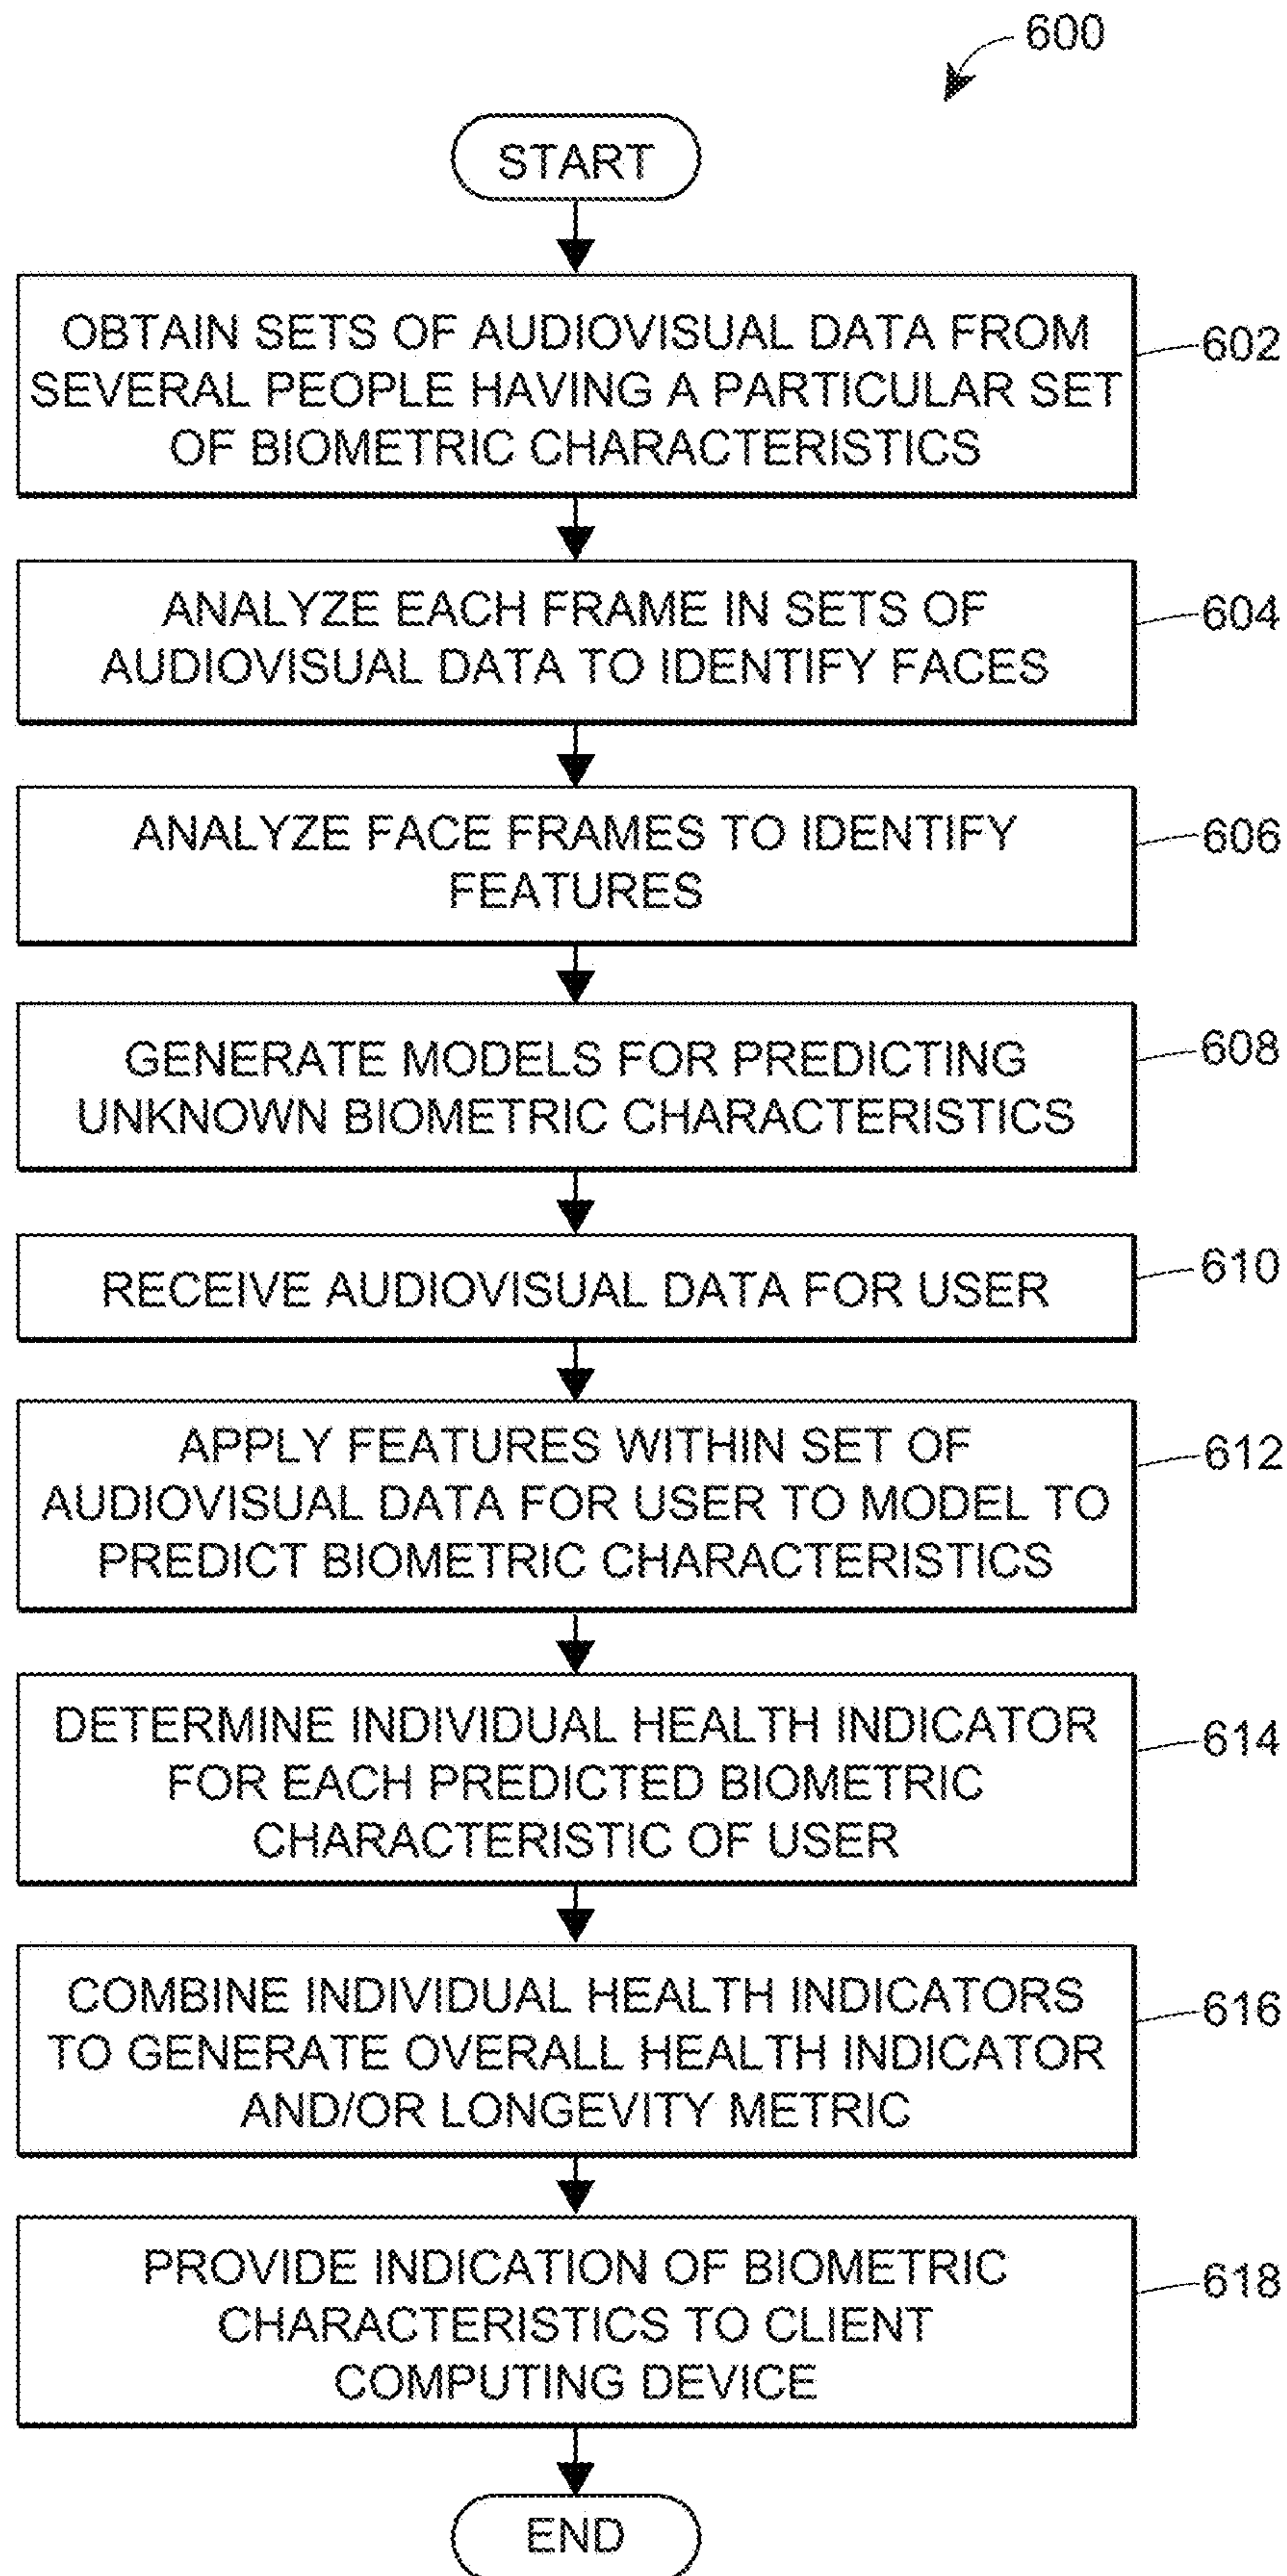 600
START
OBTAIN SETS OF AUDIOVISUAL DATA FROM
SEVERAL PEOPLE HAVING A PARTICULAR SET
OF BIOMETRIC CHARACTERISTICS
602
ANALYZE EACH FRAME IN SETS OF
AUDIOVISUAL DATA TO IDENTIFY FACES
604
ANALYZE FACE FRAMES TO IDENTIFY
FEATURES
606
GENERATE MODELS FOR PREDICTING
UNKNOWN BIOMETRIC CHARACTERISTICS
608
RECEIVE AUDIOVISUAL DATA FOR USER
610
APPLY FEATURES WITHIN SET OF
AUDIOVISUAL DATA FOR USER TO MODEL TO
PREDICT BIOMETRIC CHARACTERISTICS
612
DETERMINE INDIVIDUAL HEALTH INDICATOR
FOR EACH PREDICTED BIOMETRIC
CHARACTERISTIC OF USER
614
COMBINE INDIVIDUAL HEALTH INDICATORS
TO GENERATE OVERALL HEALTH INDICATOR
AND/OR LONGEVITY METRIC
616
PROVIDE INDICATION OF BIOMETRIC
CHARACTERISTICS TO CLIENT
COMPUTING DEVICE
618
END